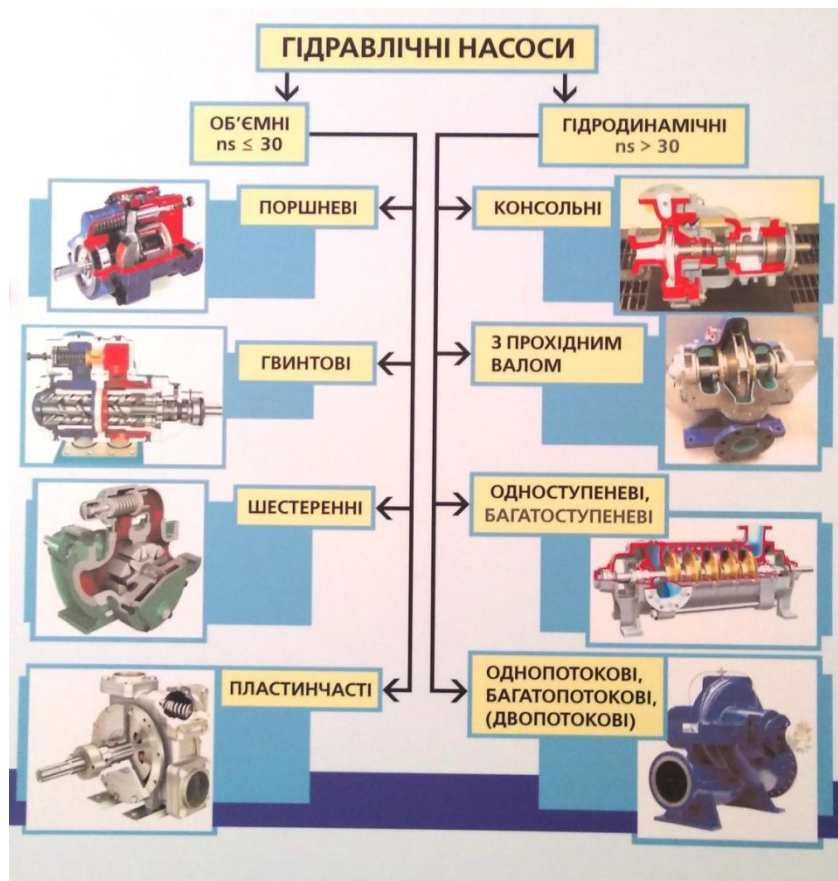 ГІДРАВЛІЧНІ НАСОСИ
ОБ’ЄМНІ
ns ≤ 30
ГІДРОДИНАМІЧНІ
ns > 30
ПОРШНЕВІ
ГВИНТОВІ
ШЕСТЕРЕННІ
ПЛАСТИНЧАСТІ
КОНСОЛЬНІ
З ПРОХІДНИМ
ВАЛОМ
ОДНОСТУПЕНЕВІ,
БАГАТОСТУПЕНЕВІ
ОДНОПОТОКОВІ,
БАГАТОПОТОКОВІ,
(ДВОПОТОКОВІ)